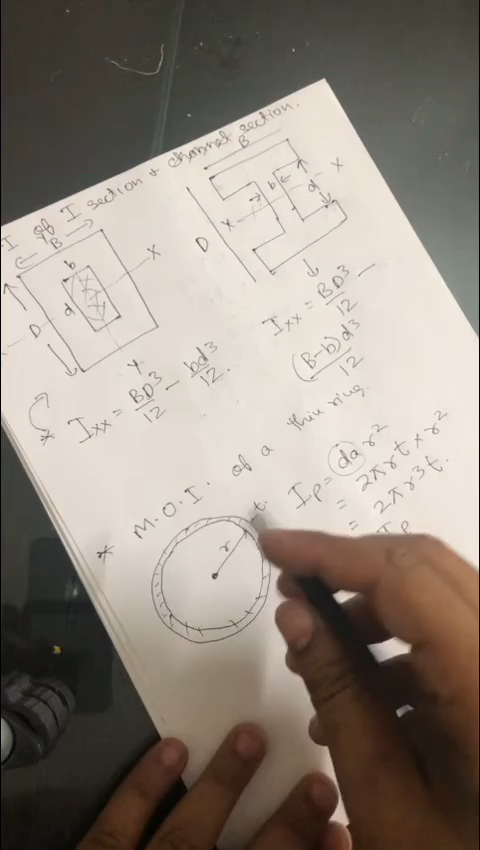 I of I section & channel section.
B
b
D
d
X
Y
* Ixx = BD³/12 - bd³/12.
B
X
b
d
X
D
Ixx = BD³/12 -
(B-b)d³/12
* M.O.I. of a thin ring.
t
r
Ip = da r²
= 2πrt × r²
= 2πr³t.
= Ip